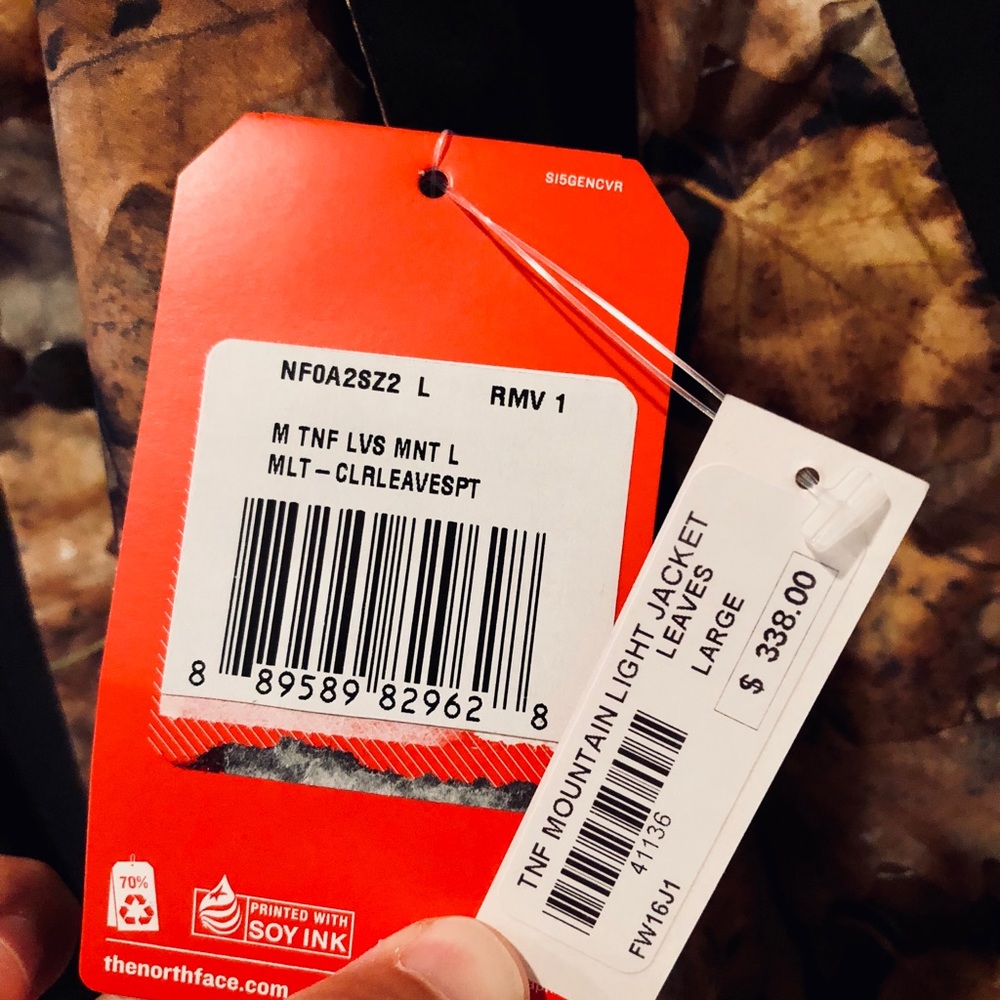 SI5GENCVR
NF0A2SZ2 L RMV 1
M TNF LVS MNT L
MLT-CLRLEAVESPT
8 89589 82962 8
70%
PRINTED WITH
SOY INK
thenorthface.com
TNF MOUNTAIN LIGHT JACKET
LEAVES
LARGE
$ 338.00
41136
FW16J1